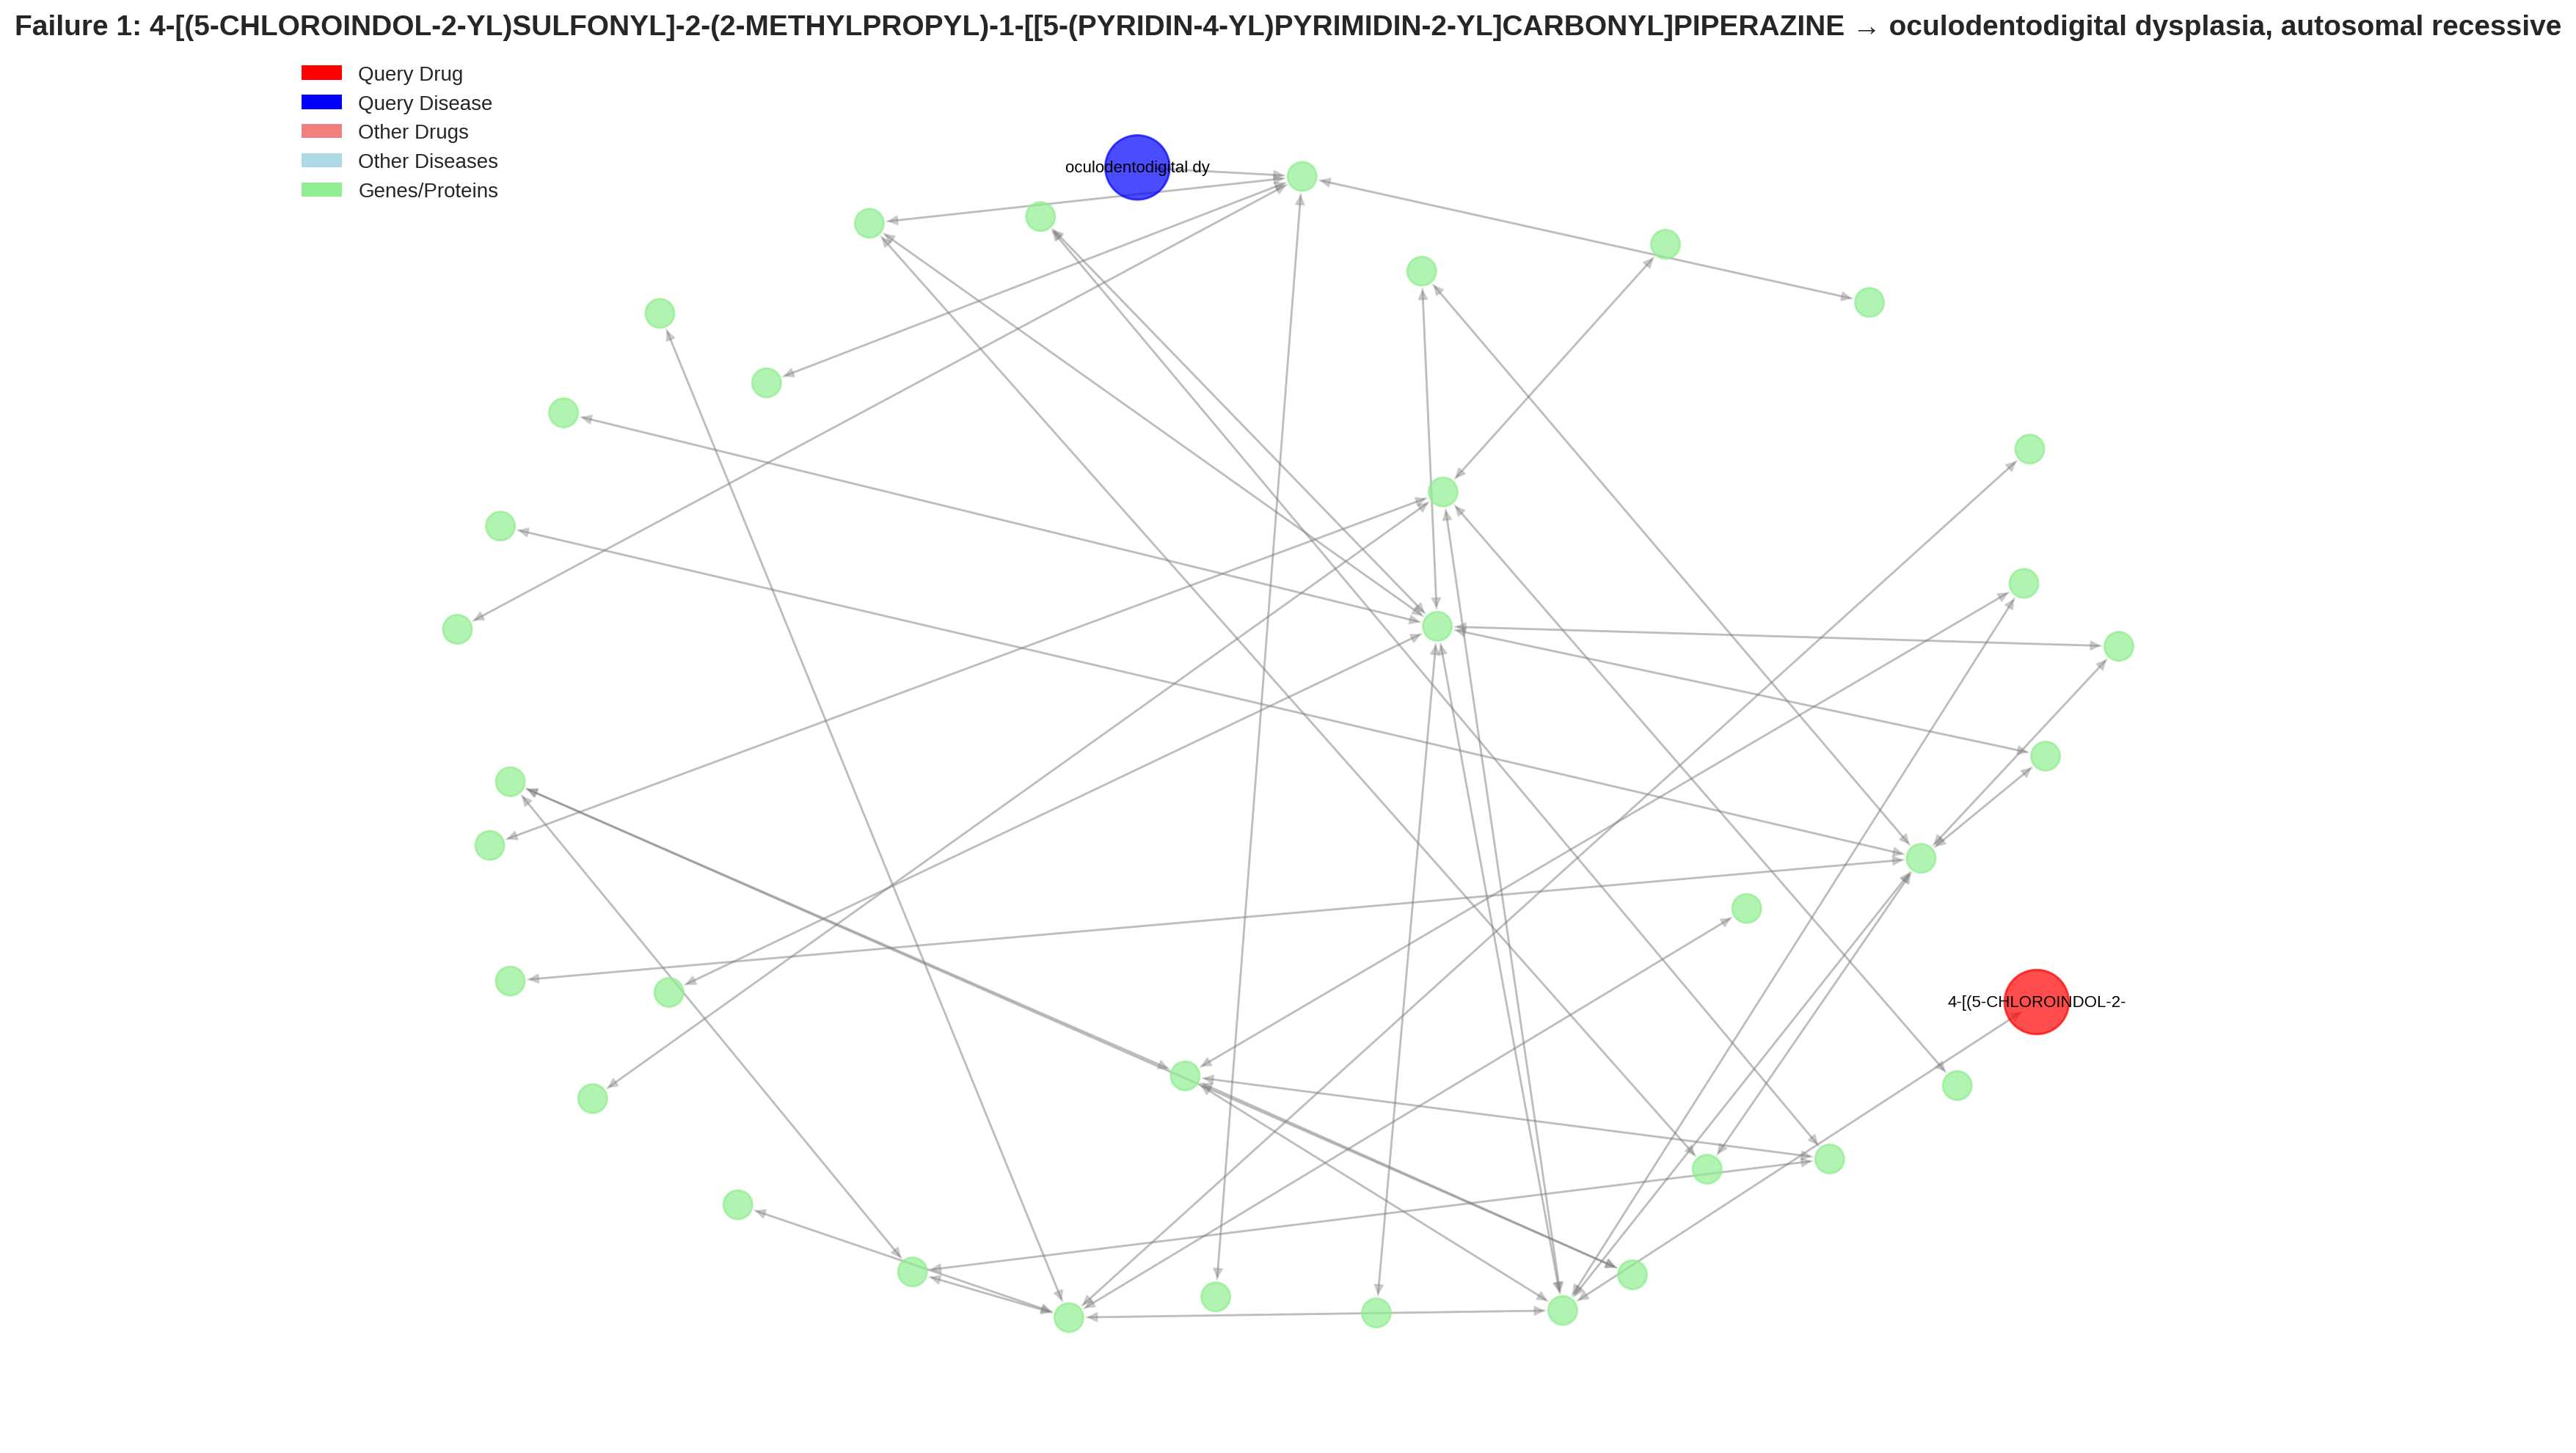 Failure 1: 4-[(5-CHLOROINDOL-2-YL)SULFONYL]-2-(2-METHYLPROPYL)-1-[[5-(PYRIDIN-4-YL)PYRIMIDIN-2-YL]CARBONYL]PIPERAZINE → oculodentodigital dysplasia, autosomal recessive
Query Drug
Query Disease
Other Drugs
Other Diseases
Genes/Proteins
oculodentodigital dy
4-[(5-CHLOROINDOL-2-